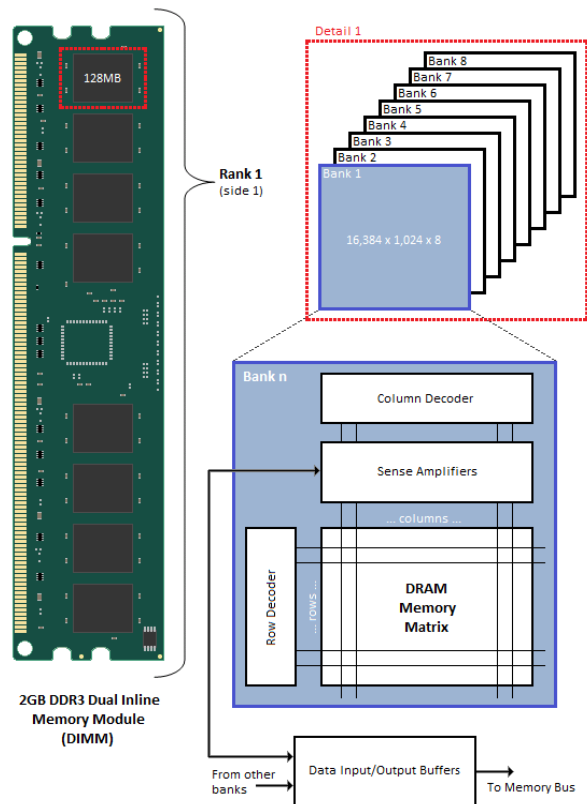 128MB
Rank 1
(side 1)
2GB DDR3 Dual Inline
Memory Module
(DIMM)
Detail 1
Bank 8
Bank 7
Bank 6
Bank 5
Bank 4
Bank 3
Bank 2
Bank 1
16,384 x 1,024 x 8
Bank n
Column Decoder
Sense Amplifiers
... columns ...
Row Decoder
... rows ...
DRAM
Memory
Matrix
Data Input/Output Buffers
From other
banks
To Memory Bus